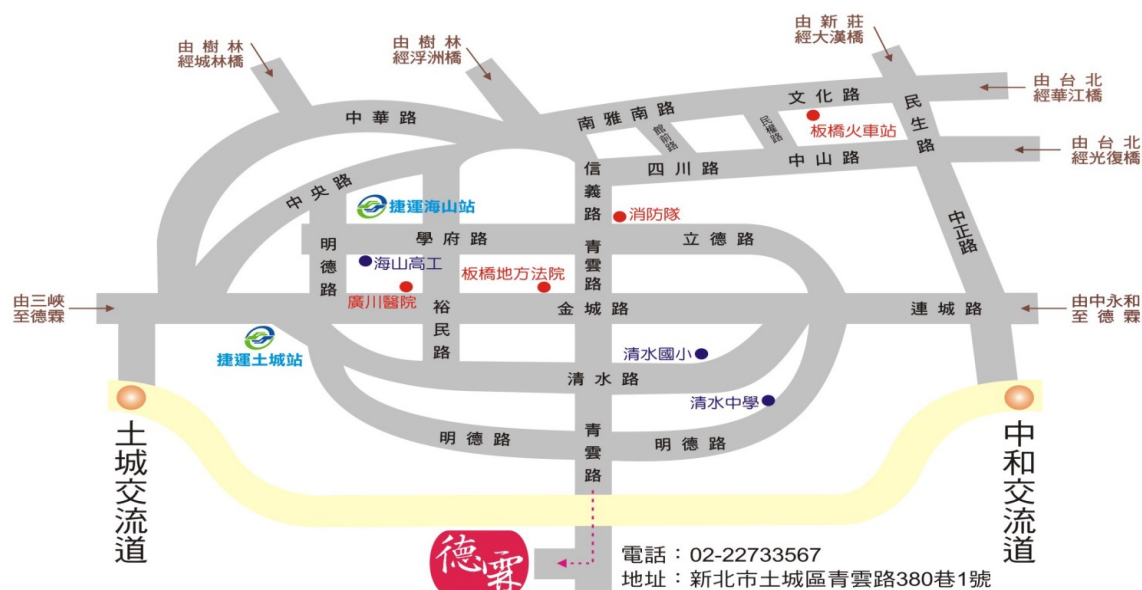 由新莊
經大漢橋
由樹林
經城林橋
由樹林
經浮洲橋
由台北
經華江橋
文化路
民生路
中華路
南雅南路
館前路
民權路
板橋火車站
由台北
經光復橋
信義路
四川路
中山路
中央路
捷運海山站
消防隊
中正路
明德路
學府路
青雲路
立德路
海山高工
板橋地方法院
廣川醫院
由三峽
至德霖
裕民路
金城路
連城路
由中永和
至德霖
捷運土城站
清水國小
清水路
清水中學
明德路
青雲路
明德路
土城交流道
中和交流道
德霖
電話：02-22733567
地址：新北市土城區青雲路380巷1號